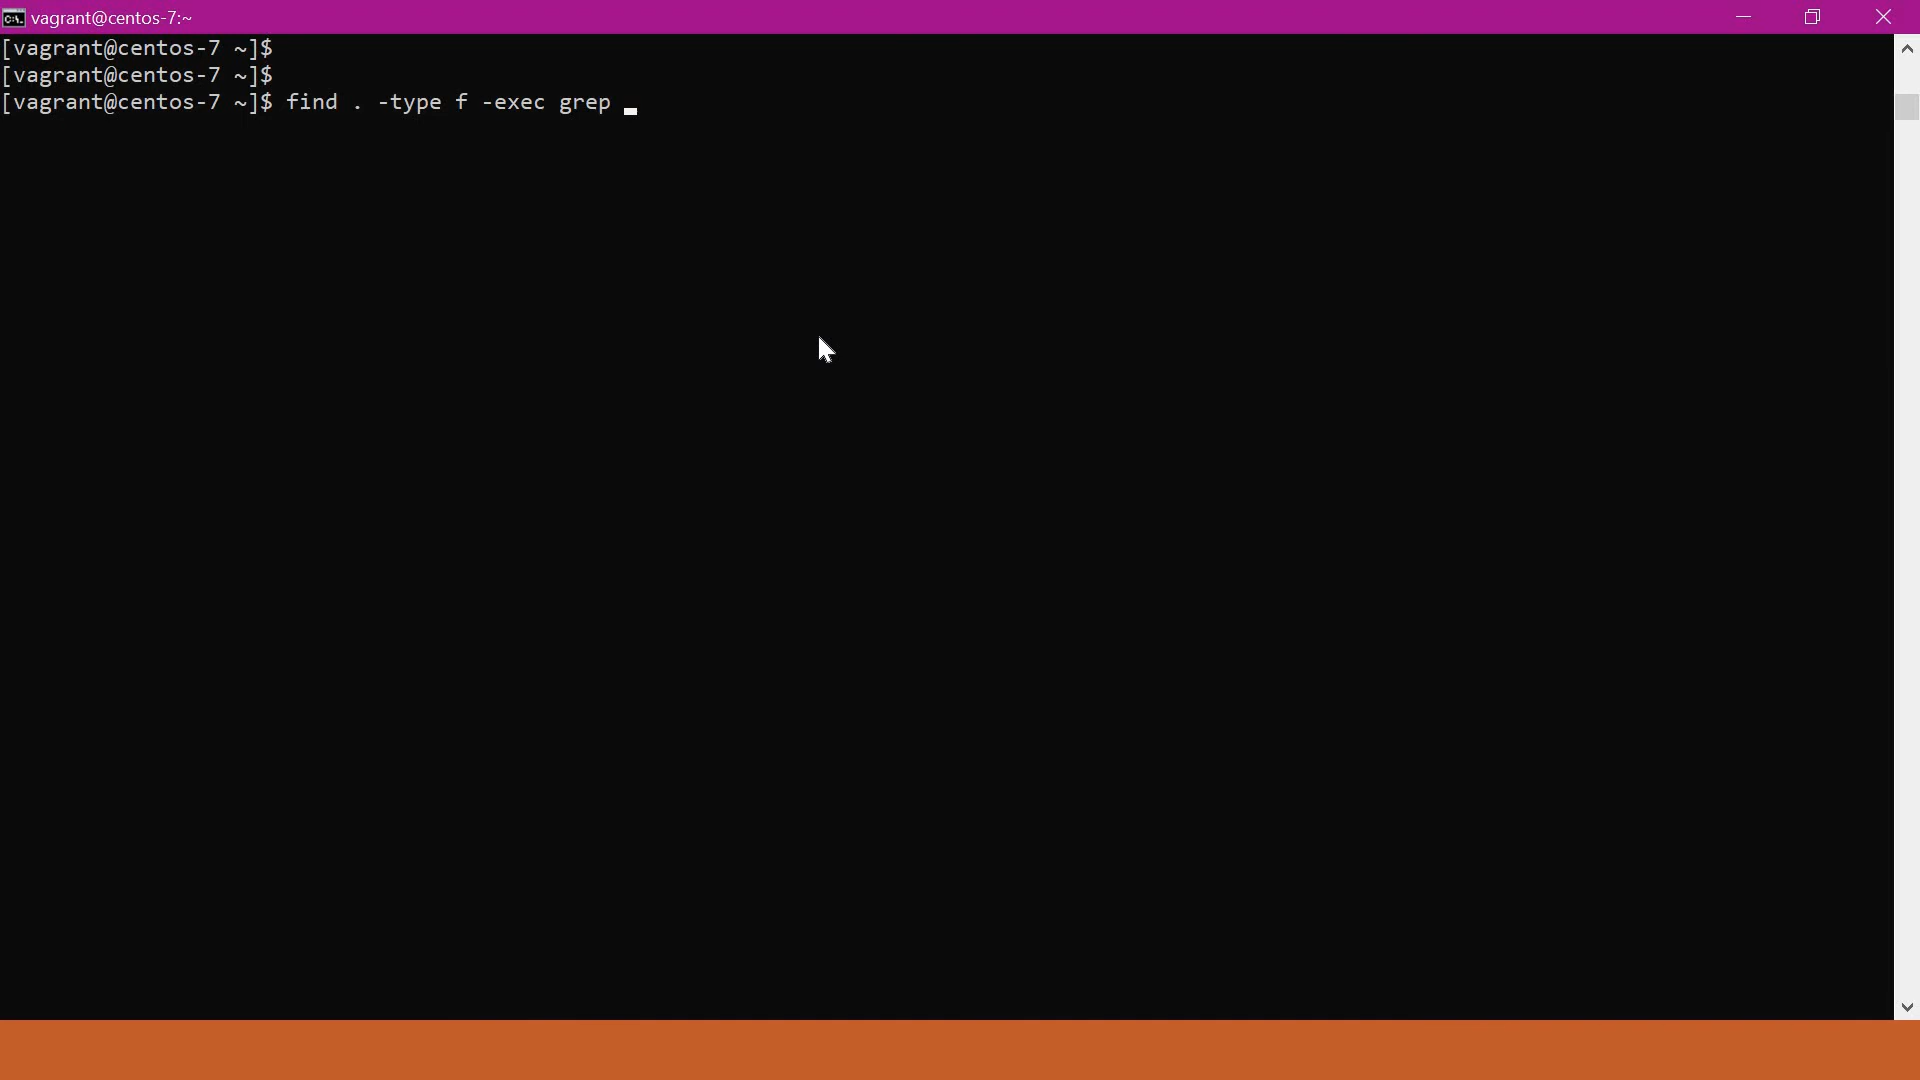 vagrant@centos-7:~
[vagrant@centos-7 ~]$
[vagrant@centos-7 ~]$
[vagrant@centos-7 ~]$ find . -type f -exec grep